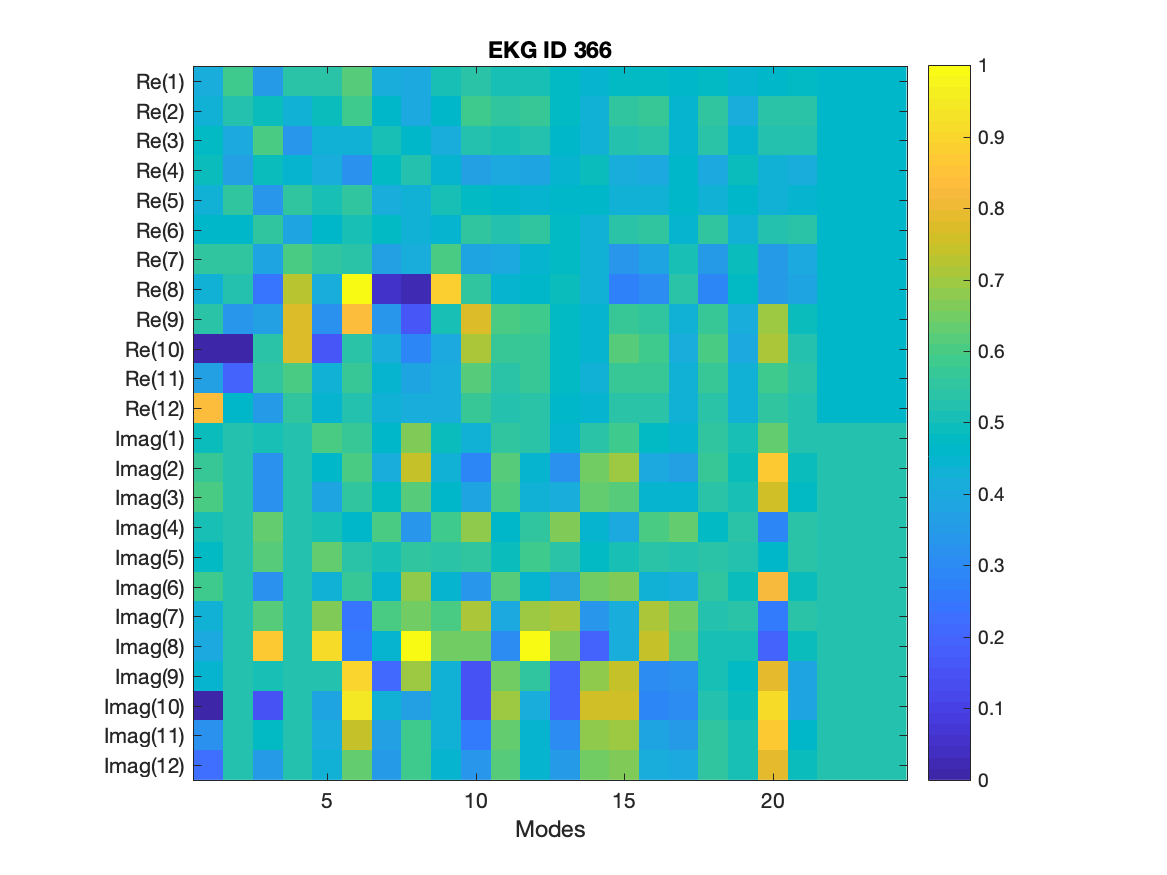 EKG ID 366
Re(1)
Re(2)
Re(3)
Re(4)
Re(5)
Re(6)
Re(7)
Re(8)
Re(9)
Re(10)
Re(11)
Re(12)
Imag(1)
Imag(2)
Imag(3)
Imag(4)
Imag(5)
Imag(6)
Imag(7)
Imag(8)
Imag(9)
Imag(10)
Imag(11)
Imag(12)
5 10 15 20
Modes
1
0.9
0.8
0.7
0.6
0.5
0.4
0.3
0.2
0.1
0